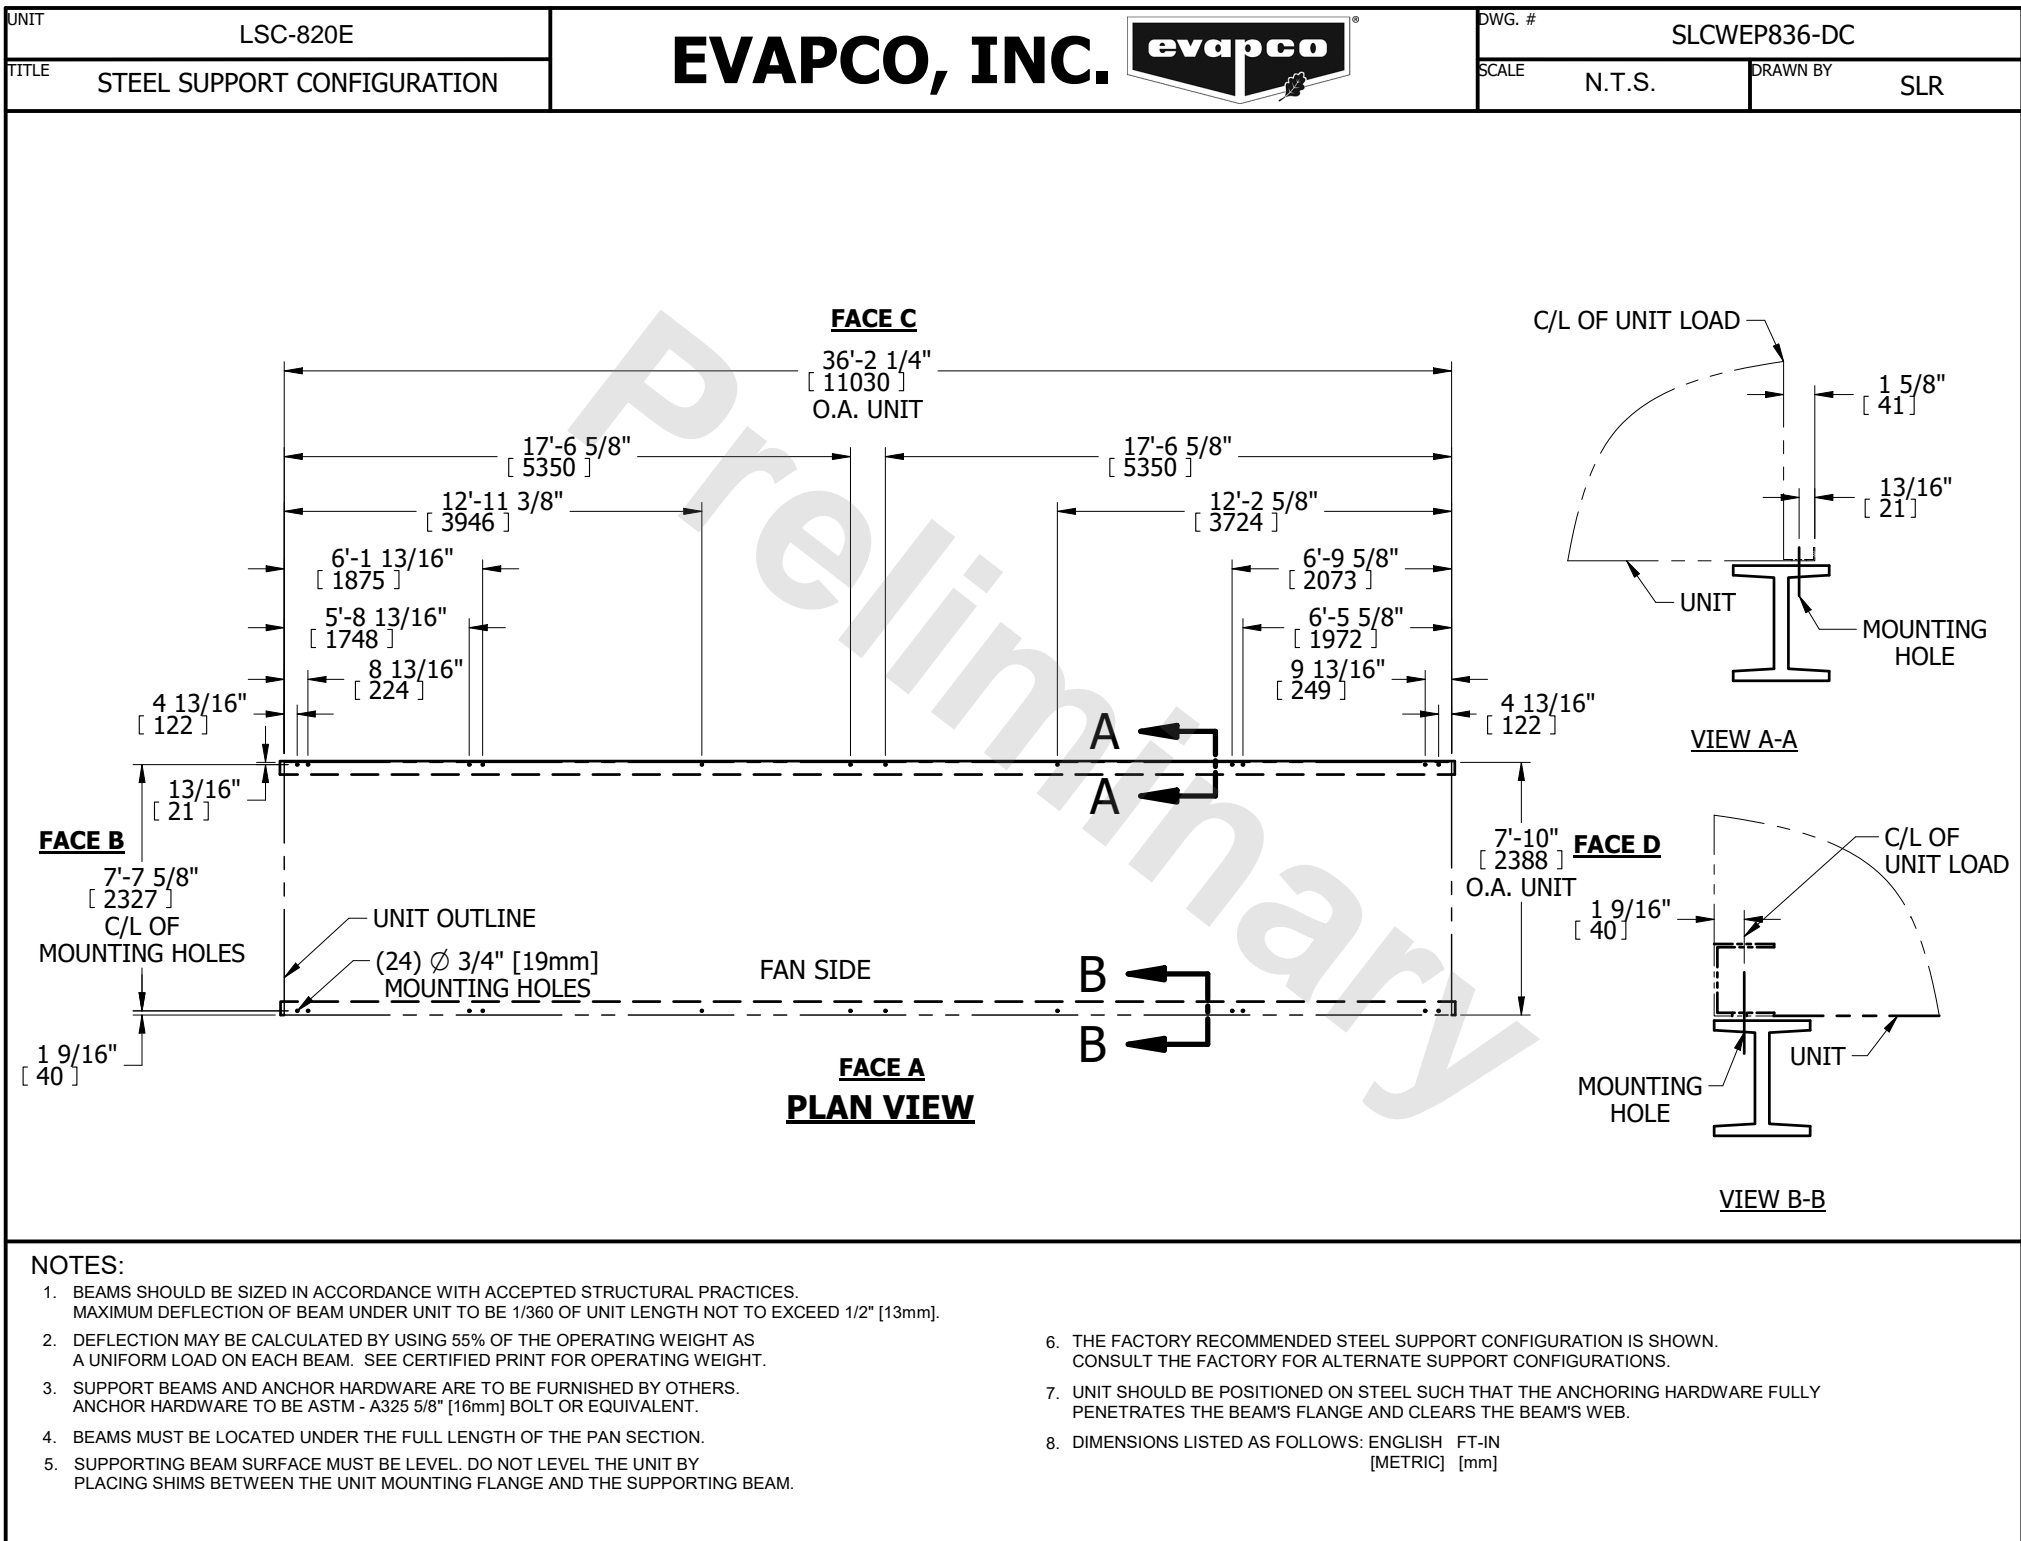 UNIT
LSC-820E
TITLE
STEEL SUPPORT CONFIGURATION
EVAPCO, INC.
evapco
®
DWG. #
SLCWEP836-DC
SCALE
N.T.S.
DRAWN BY
SLR
Preliminary
FACE C
36'-2 1/4"
[ 11030 ]
O.A. UNIT
17'-6 5/8"
[ 5350 ]
17'-6 5/8"
[ 5350 ]
12'-11 3/8"
[ 3946 ]
12'-2 5/8"
[ 3724 ]
6'-1 13/16"
[ 1875 ]
6'-9 5/8"
[ 2073 ]
5'-8 13/16"
[ 1748 ]
6'-5 5/8"
[ 1972 ]
8 13/16"
[ 224 ]
9 13/16"
[ 249 ]
4 13/16"
[ 122 ]
4 13/16"
[ 122 ]
A
A
13/16"
[ 21 ]
FACE B
7'-7 5/8"
[ 2327 ]
C/L OF
MOUNTING HOLES
7'-10"
[ 2388 ]
O.A. UNIT
FACE D
UNIT OUTLINE
(24) Ø 3/4" [19mm]
MOUNTING HOLES
FAN SIDE
B
B
1 9/16"
[ 40 ]
FACE A
PLAN VIEW
C/L OF UNIT LOAD
1 5/8"
[ 41 ]
13/16"
[ 21 ]
UNIT
MOUNTING
HOLE
VIEW A-A
C/L OF
UNIT LOAD
1 9/16"
[ 40 ]
UNIT
MOUNTING
HOLE
VIEW B-B
NOTES:
1. BEAMS SHOULD BE SIZED IN ACCORDANCE WITH ACCEPTED STRUCTURAL PRACTICES.
MAXIMUM DEFLECTION OF BEAM UNDER UNIT TO BE 1/360 OF UNIT LENGTH NOT TO EXCEED 1/2" [13mm].
2. DEFLECTION MAY BE CALCULATED BY USING 55% OF THE OPERATING WEIGHT AS
A UNIFORM LOAD ON EACH BEAM. SEE CERTIFIED PRINT FOR OPERATING WEIGHT.
3. SUPPORT BEAMS AND ANCHOR HARDWARE ARE TO BE FURNISHED BY OTHERS.
ANCHOR HARDWARE TO BE ASTM - A325 5/8" [16mm] BOLT OR EQUIVALENT.
4. BEAMS MUST BE LOCATED UNDER THE FULL LENGTH OF THE PAN SECTION.
5. SUPPORTING BEAM SURFACE MUST BE LEVEL. DO NOT LEVEL THE UNIT BY
PLACING SHIMS BETWEEN THE UNIT MOUNTING FLANGE AND THE SUPPORTING BEAM.
6. THE FACTORY RECOMMENDED STEEL SUPPORT CONFIGURATION IS SHOWN.
CONSULT THE FACTORY FOR ALTERNATE SUPPORT CONFIGURATIONS.
7. UNIT SHOULD BE POSITIONED ON STEEL SUCH THAT THE ANCHORING HARDWARE FULLY
PENETRATES THE BEAM'S FLANGE AND CLEARS THE BEAM'S WEB.
8. DIMENSIONS LISTED AS FOLLOWS: ENGLISH FT-IN
[METRIC] [mm]